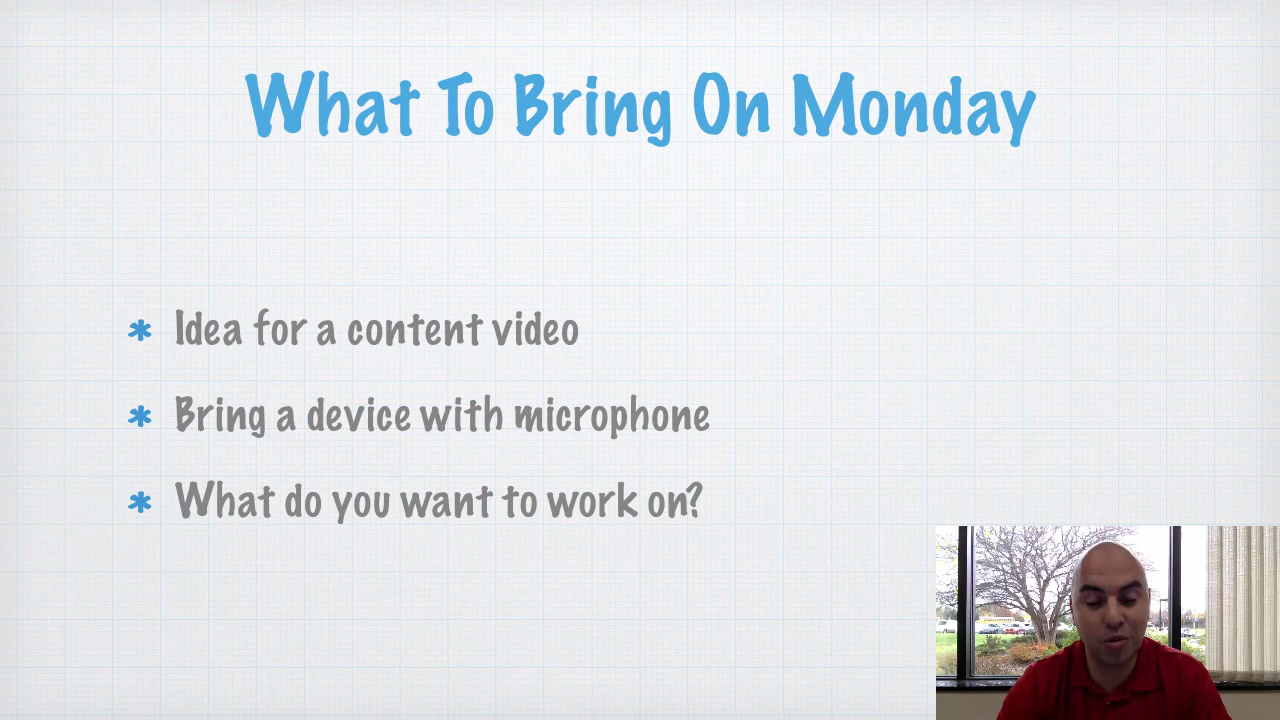 What To Bring On Monday
* Idea for a content video
* Bring a device with microphone
* What do you want to work on?